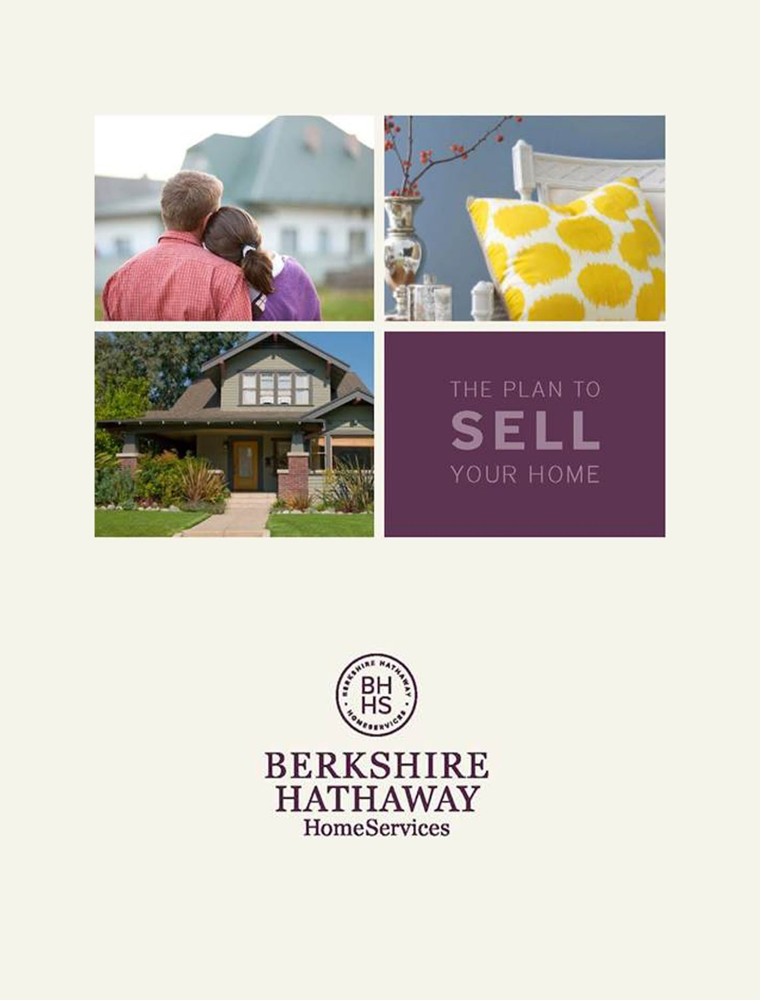 THE PLAN TO
SELL
YOUR HOME
BERKSHIRE HATHAWAY
BH
HS
• HOMESERVICES •
BERKSHIRE
HATHAWAY
HomeServices